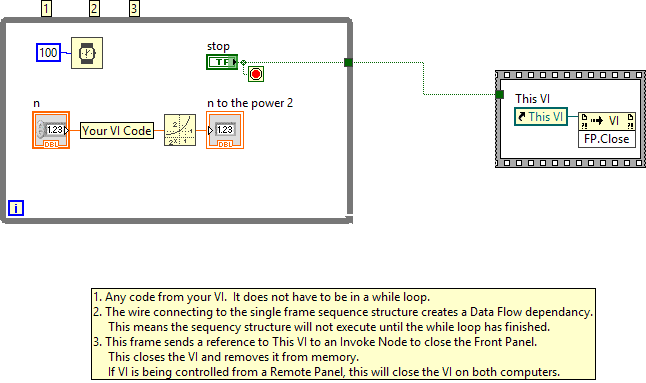 1 2 3
100
stop
TF
n
1.23
DBL
Your VI Code
2
2ˣ 1
n to the power 2
1.23
DBL
i
This VI
This VI
?! VI ?!
FP.Close
1. Any code from your VI. It does not have to be in a while loop.
2. The wire connecting to the single frame sequence structure creates a Data Flow dependancy.
This means the sequency structure will not execute until the while loop has finished.
3. This frame sends a reference to This VI to an Invoke Node to close the Front Panel.
This closes the VI and removes it from memory.
If VI is being controlled from a Remote Panel, this will close the VI on both computers.